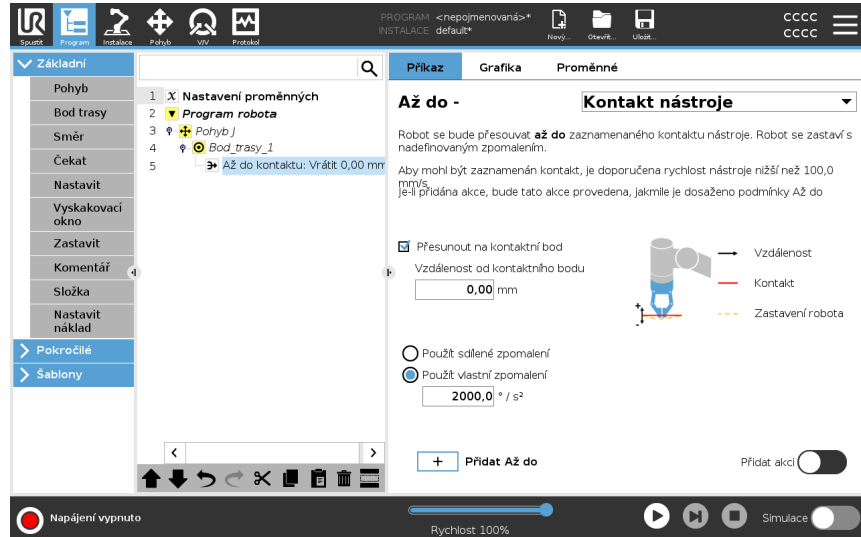 PROGRAM <nepojmenovaná>*
INSTALACE default*
CCCC
CCCC
Spustit
Program
Instalace
Pohyb
V/V
Protokol
Nový...
Otevřít...
Uložit...
Základní
Pohyb
Bod trasy
Směr
Čekat
Nastavit
Vyskakovací
okno
Zastavit
Komentář
Složka
Nastavit
náklad
Pokročilé
Šablony
1 X Nastavení proměnných
2 Program robota
3 Pohyb J
4 Bod_trasy_1
5 Až do kontaktu: Vrátit 0,00 mm
Příkaz
Grafika
Proměnné
Až do -
Kontakt nástroje
Robot se bude přesouvat až do zaznamenaného kontaktu nástroje. Robot se zastaví s
nadefinovaným zpomalením.
Aby mohl být zaznamenán kontakt, je doporučena rychlost nástroje nižší než 100,0
mm/s
Je-li přidána akce, bude tato akce provedena, jakmile je dosaženo podmínky Až do
Přesunout na kontaktní bod
Vzdálenost od kontaktního bodu
0,00 mm
Vzdálenost
Kontakt
Zastavení robota
+
-
Použít sdílené zpomalení
Použít vlastní zpomalení
2000,0 ° / s²
+ Přidat Až do
Přidat akci
Napájení vypnuto
Rychlost 100%
Simulace